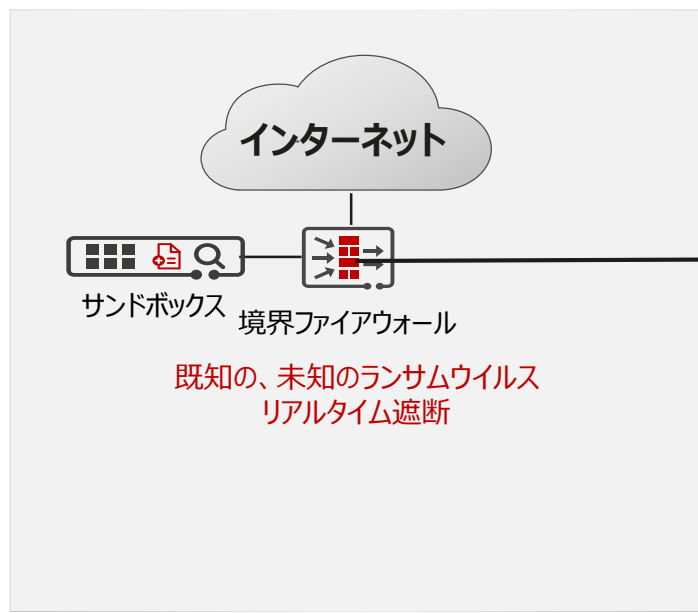 インターネット
サンドボックス
境界ファイアウォール
既知の、未知のランサムウイルス
リアルタイム遮断